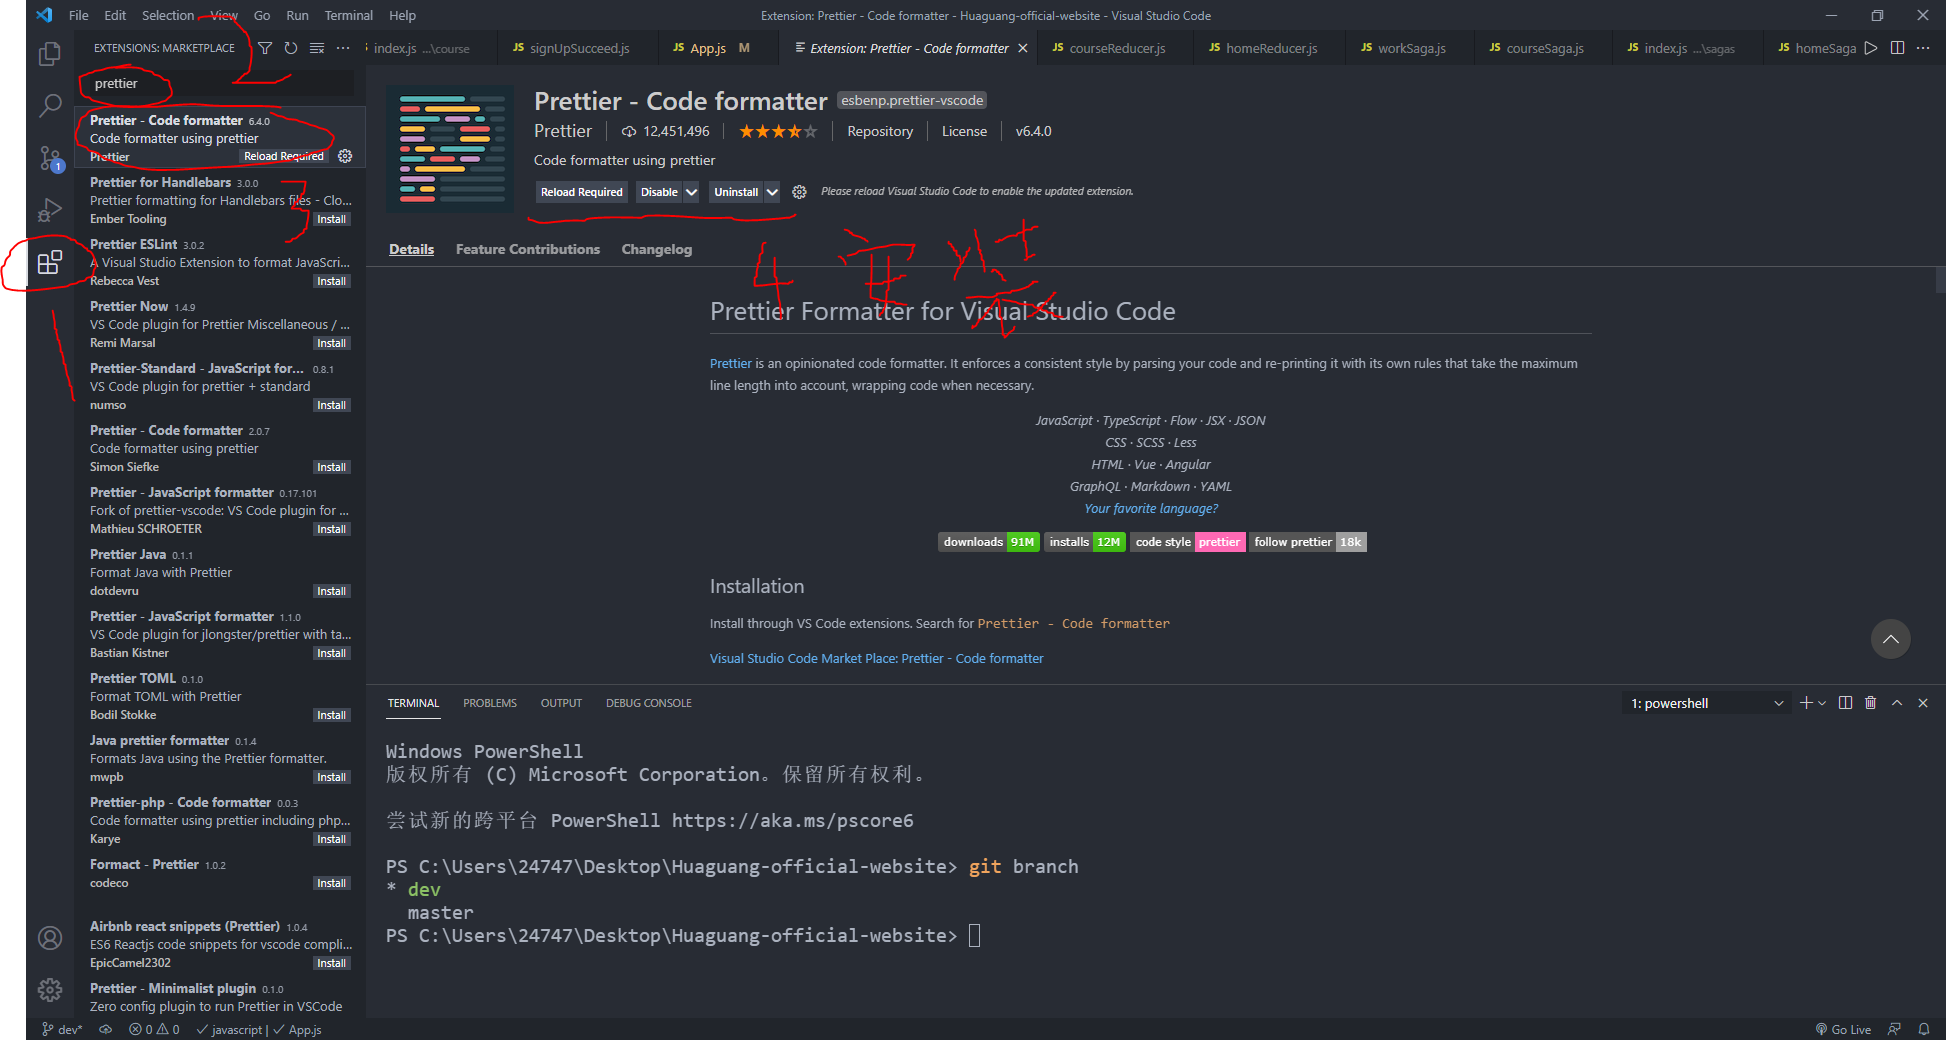 File Edit Selection View Go Run Terminal Help
Extension: Prettier - Code formatter - Huaguang-official-website - Visual Studio Code
EXTENSIONS: MARKETPLACE
index.js ...\course
JS signUpSucceed.js
JS App.js M
Extension: Prettier - Code formatter
JS courseReducer.js
JS homeReducer.js
JS workSaga.js
JS courseSaga.js
JS index.js ...\sagas
JS homeSaga
2
prettier
Prettier - Code formatter 6.4.0
Code formatter using prettier
Prettier Reload Required
Prettier for Handlebars 3.0.0
Prettier formatting for Handlebars files - Clo...
Ember Tooling Install
3
Prettier ESLint 3.0.2
A Visual Studio Extension to format JavaScri...
Rebecca Vest Install
1
Prettier Now 1.4.9
VS Code plugin for Prettier Miscellaneous / ...
Remi Marsal Install
Prettier-Standard - JavaScript for... 0.8.1
VS Code plugin for prettier + standard
numso Install
Prettier - Code formatter 2.0.7
Code formatter using prettier
Simon Siefke Install
Prettier - JavaScript formatter 0.17.101
Fork of prettier-vscode: VS Code plugin for ...
Mathieu SCHROETER Install
Prettier Java 0.1.1
Format Java with Prettier
dotdevru Install
Prettier - JavaScript formatter 1.1.0
VS Code plugin for jlongster/prettier with ta...
Bastian Kistner Install
Prettier TOML 0.1.0
Format TOML with Prettier
Bodil Stokke Install
Java prettier formatter 0.1.4
Formats Java using the Prettier formatter.
mwpb Install
Prettier-php - Code formatter 0.0.3
Code formatter using prettier including php...
Karye Install
Formact - Prettier 1.0.2
codeco Install
Airbnb react snippets (Prettier) 1.0.4
ES6 Reactjs code snippets for vscode compli...
EpicCamel2302 Install
Prettier - Minimalist plugin 0.1.0
Zero config plugin to run Prettier in VSCode
1
Prettier - Code formatter esbenp.prettier-vscode
Prettier 12,451,496 Repository License v6.4.0
Code formatter using prettier
Reload Required Disable Uninstall Please reload Visual Studio Code to enable the updated extension.
4 安装
Details Feature Contributions Changelog
Prettier Formatter for Visual Studio Code
Prettier is an opinionated code formatter. It enforces a consistent style by parsing your code and re-printing it with its own rules that take the maximum
line length into account, wrapping code when necessary.
JavaScript · TypeScript · Flow · JSX · JSON
CSS · SCSS · Less
HTML · Vue · Angular
GraphQL · Markdown · YAML
Your favorite language?
downloads 91M installs 12M code style prettier follow prettier 18k
Installation
Install through VS Code extensions. Search for Prettier - Code formatter
Visual Studio Code Market Place: Prettier - Code formatter
TERMINAL PROBLEMS OUTPUT DEBUG CONSOLE 1: powershell
Windows PowerShell
版权所有 (C) Microsoft Corporation。保留所有权利。
尝试新的跨平台 PowerShell https://aka.ms/pscore6
PS C:\Users\24747\Desktop\Huaguang-official-website> git branch
* dev
master
PS C:\Users\24747\Desktop\Huaguang-official-website>
dev* 0 0 javascript | App.js Go Live